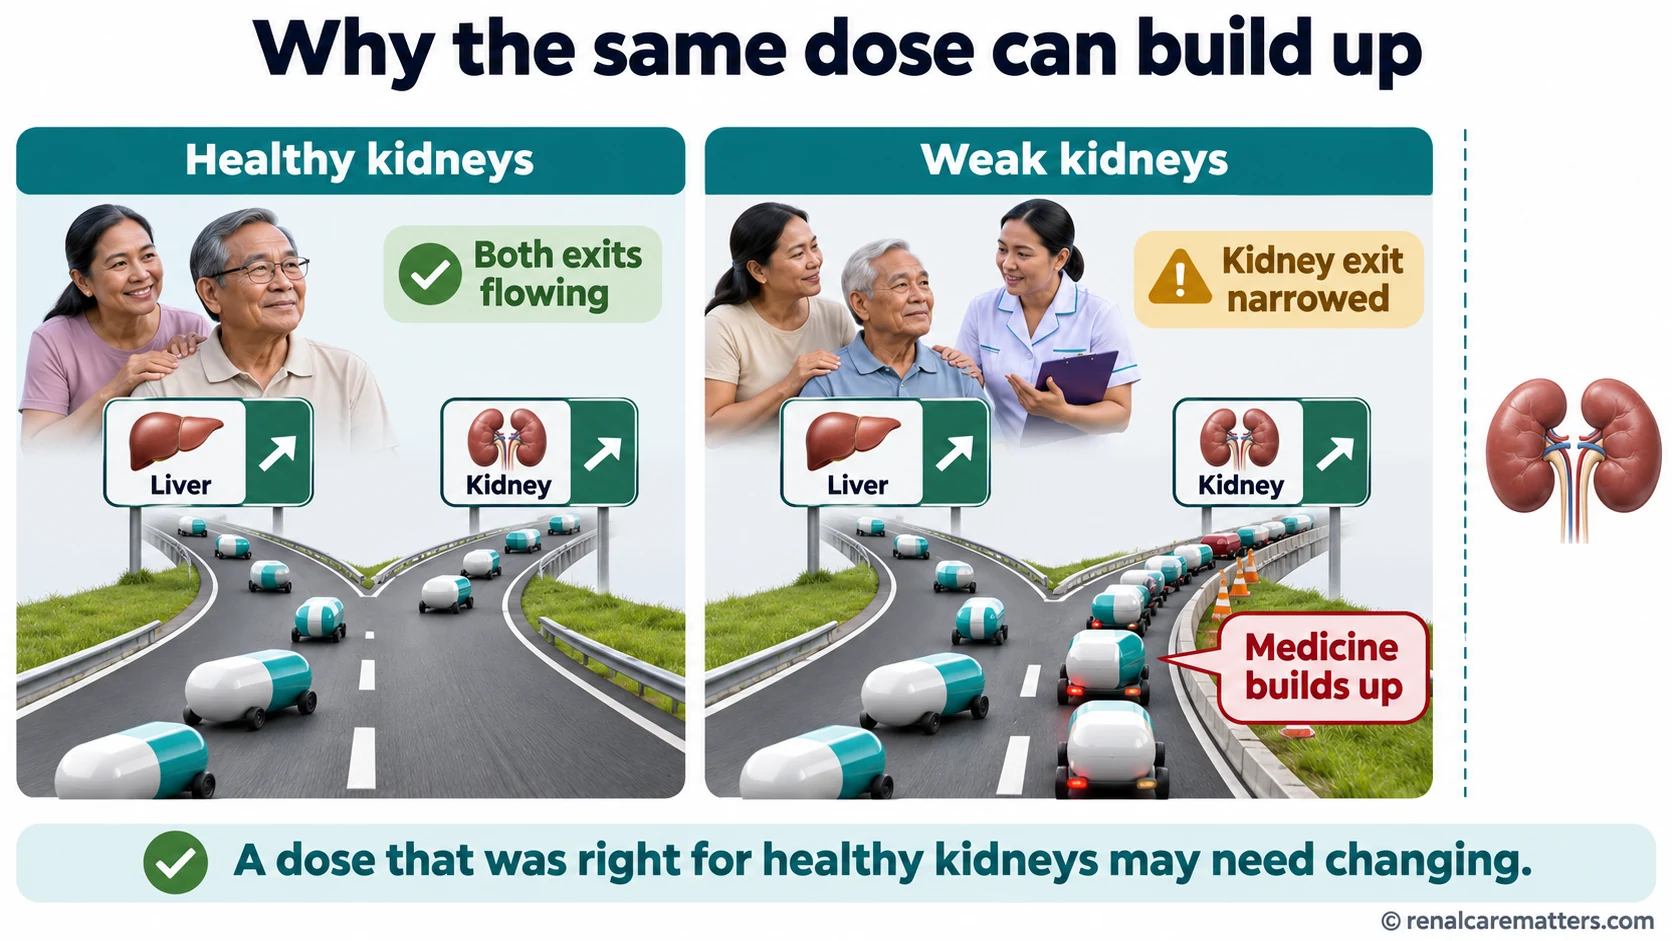 Why the same dose can build up
Healthy kidneys
Both exits
flowing
Liver
Kidney
Weak kidneys
Kidney exit
narrowed
Liver
Kidney
Medicine
builds up
A dose that was right for healthy kidneys may need changing.
© renalcarematters.com